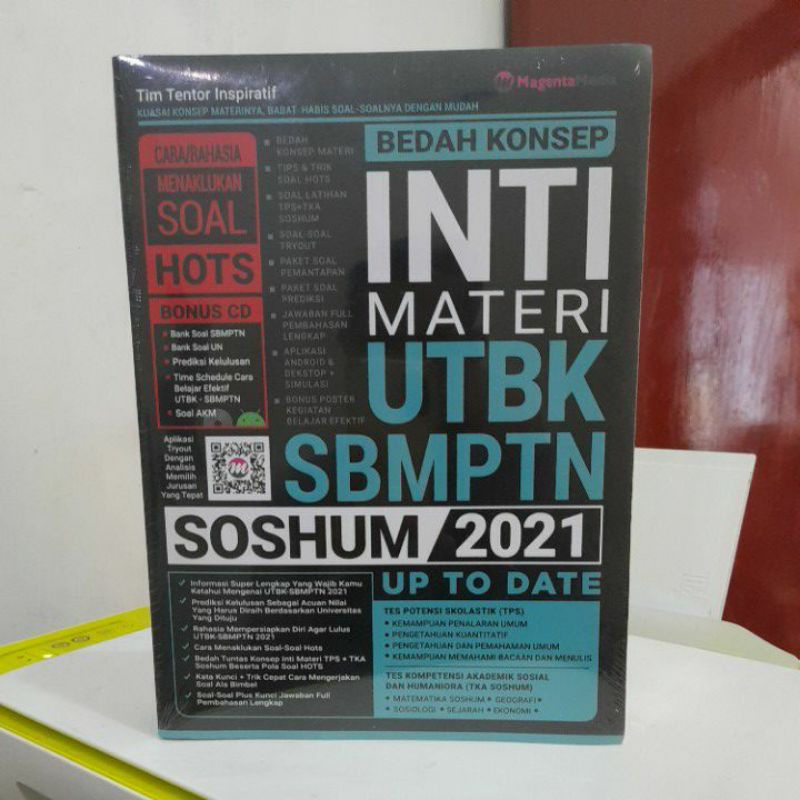 Tim Tentor Inspiratif
KUASAI KONSEP MATERINYA, BABAT HABIS SOAL-SOALNYA DENGAN MUDAH
MagentaMedia
CARA/RAHASIA
MENAKLUKAN
SOAL
HOTS
BONUS CD
Bank Soal SBMPTN
Bank Soal UN
Prediksi Kelulusan
Time Schedule Cara
Belajar Efektif
UTBK - SBMPTN
Soal AKM
Aplikasi
Tryout
Dengan
Analisis
Memilih
Jurusan
Yang Tepat
BEDAH
KONSEP MATERI
TIPS & TRIK
SOAL HOTS
SOAL LATIHAN
TPS+TKA
SOSHUM
SOAL-SOAL
TRYOUT
PAKET SOAL
PEMANTAPAN
PAKET SOAL
PREDIKSI
JAWABAN FULL
PEMBAHASAN
LENGKAP
APLIKASI
ANDROID &
DEKSTOP +
SIMULASI
BONUS POSTER
KEGIATAN
BELAJAR EFEKTIF
BEDAH KONSEP
INTI
MATERI
UTBK
SBMPTN
SOSHUM/2021
UP TO DATE
Informasi Super Lengkap Yang Wajib Kamu
Ketahui Mengenai UTBK-SBMPTN 2021
Prediksi Kelulusan Sebagai Acuan Nilai
Yang Harus Diraih Berdasarkan Universitas
Yang Dituju
Rahasia Mempersiapkan Diri Agar Lulus
UTBK-SBMPTN 2021
Cara Menaklukan Soal-Soal Hots
Bedah Tuntas Konsep Inti Materi TPS + TKA
Soshum Beserta Pola Soal HOTS
Kata Kunci + Trik Cepat Cara Mengerjakan
Soal Ala Bimbel
Soal-Soal Plus Kunci Jawaban Full
Pembahasan Lengkap
TES POTENSI SKOLASTIK (TPS)
• KEMAMPUAN PENALARAN UMUM
• PENGETAHUAN KUANTITATIF
• PENGETAHUAN DAN PEMAHAMAN UMUM
• KEMAMPUAN MEMAHAMI BACAAN DAN MENULIS
TES KOMPETENSI AKADEMIK SOSIAL
DAN HUMANIORA (TKA SOSHUM)
• MATEMATIKA SOSHUM • GEOGRAFI •
• SOSIOLOGI • SEJARAH • EKONOMI •